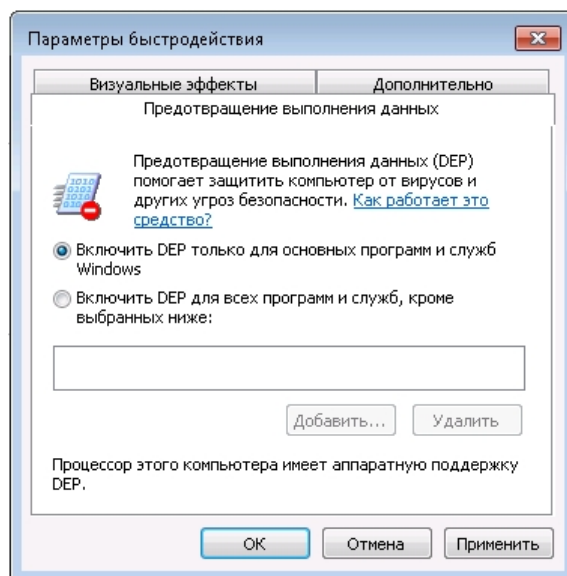 Параметры быстродействия
Визуальные эффекты
Дополнительно
Предотвращение выполнения данных
Предотвращение выполнения данных (DEP)
помогает защитить компьютер от вирусов и
других угроз безопасности. Как работает это
средство?
Включить DEP только для основных программ и служб
Windows
Включить DEP для всех программ и служб, кроме
выбранных ниже:
Добавить...
Удалить
Процессор этого компьютера имеет аппаратную поддержку
DEP.
ОК
Отмена
Применить